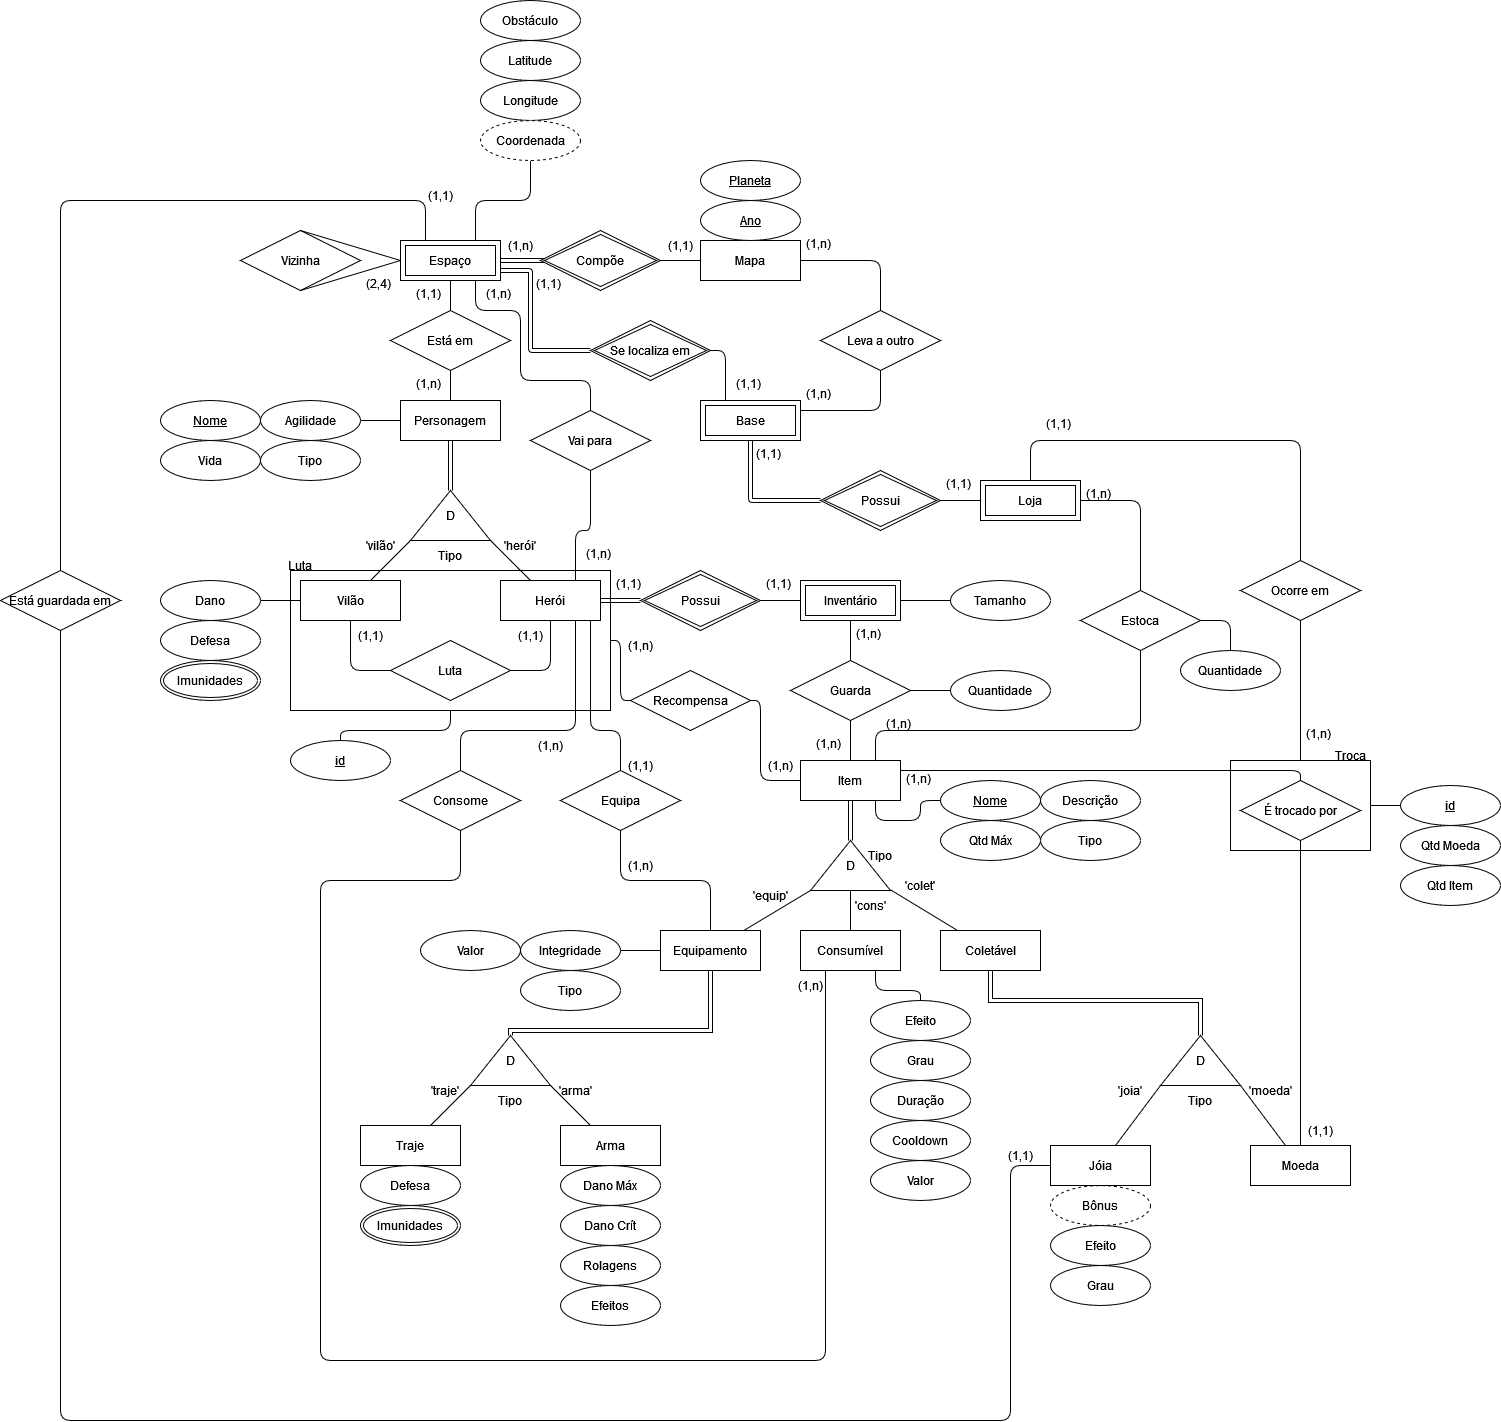 Obstáculo
Latitude
Longitude
Coordenada
Planeta
(1,1)
Ano
(1,n)
(1,1)
(1,n)
Vizinha
Espaço
Compõe
Mapa
(2,4)
(1,1)
(1,n)
(1,1)
Está em
Se localiza em
Leva a outro
(1,n)
(1,1)
(1,n)
Nome
Agilidade
Personagem
Base
(1,1)
Vai para
(1,1)
Vida
Tipo
(1,1)
(1,n)
Possui
Loja
D
'vilão'
'herói'
Tipo
(1,n)
Luta
(1,1)
(1,1)
Está guardada em
Dano
Vilão
Herói
Possui
Inventário
Tamanho
Ocorre em
Estoca
(1,1)
(1,1)
(1,n)
Defesa
(1,n)
Luta
Quantidade
Imunidades
Recompensa
Guarda
Quantidade
(1,n)
(1,n)
(1,n)
(1,n)
id
(1,1)
(1,n)
Troca
Item
(1,n)
Consome
Equipa
Nome
Descrição
É trocado por
id
Qtd Máx
Tipo
Qtd Moeda
Tipo
D
(1,n)
'equip'
'cons'
'colet'
Qtd Item
Valor
Integridade
Equipamento
Consumível
Coletável
Tipo
(1,n)
Efeito
D
Grau
D
'traje'
'arma'
Tipo
Duração
'joia'
'moeda'
Tipo
Traje
Arma
Cooldown
(1,1)
(1,1)
Jóia
Moeda
Defesa
Dano Máx
Valor
Bônus
Imunidades
Dano Crít
Efeito
Rolagens
Grau
Efeitos